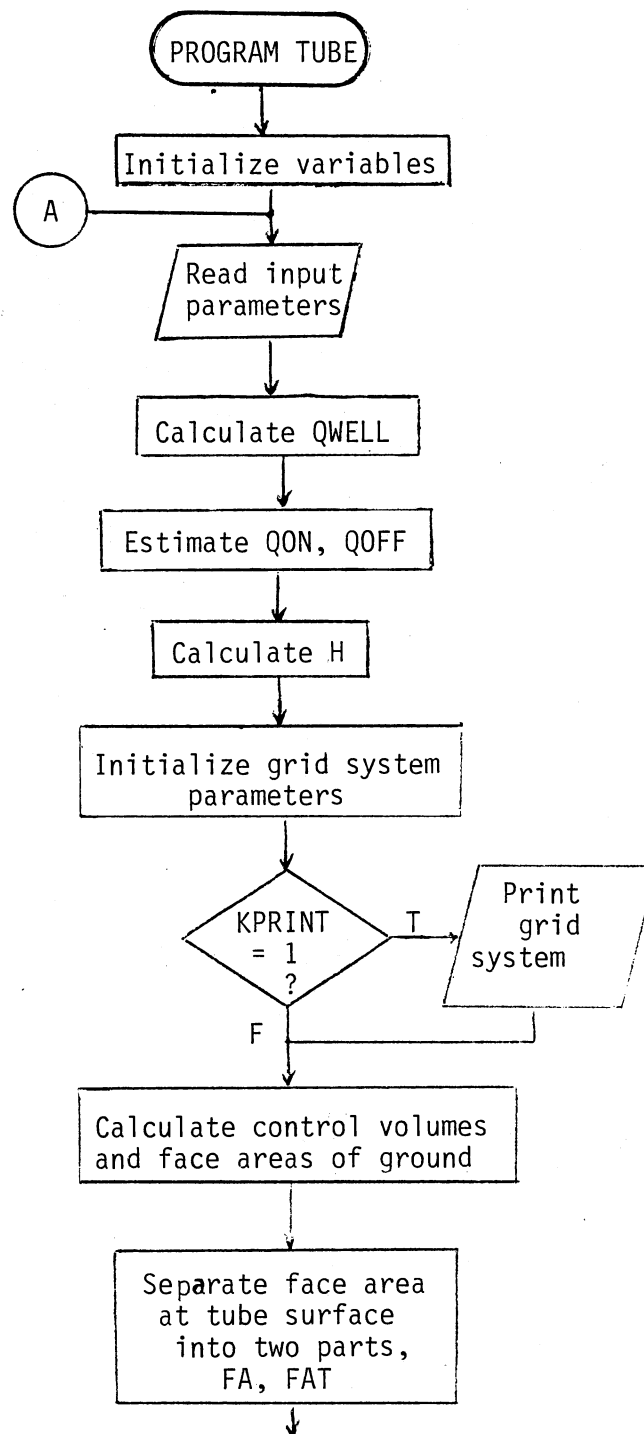 PROGRAM TUBE
Initialize variables
A
Read input
parameters
Calculate QWELL
Estimate QON, QOFF
Calculate H
Initialize grid system
parameters
KPRINT
= 1
?
T
Print
grid
system
F
Calculate control volumes
and face areas of ground
Separate face area
at tube surface
into two parts,
FA, FAT